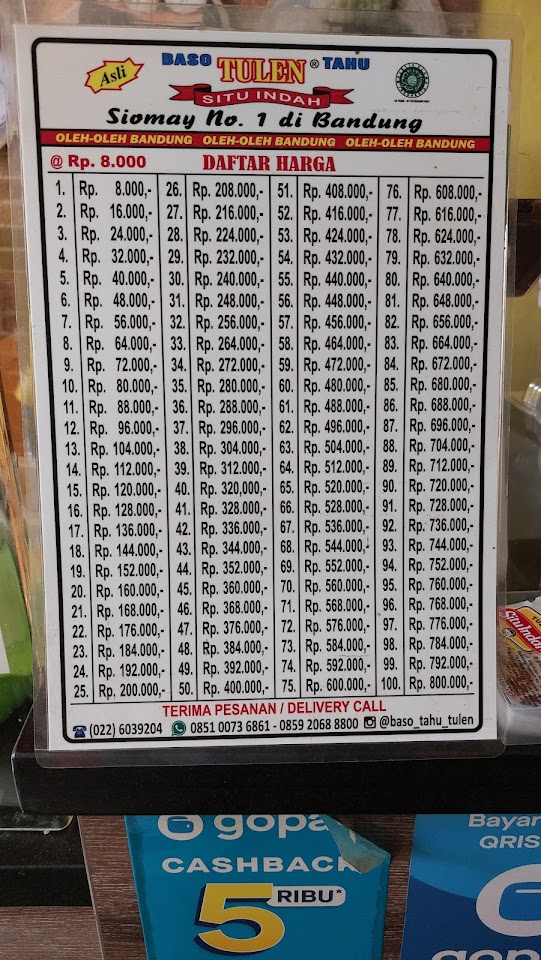 Asli
BASO TULEN ® TAHU
SITU INDAH
Siomay No. 1 di Bandung
OLEH-OLEH BANDUNG OLEH-OLEH BANDUNG OLEH-OLEH BANDUNG
@ Rp. 8.000 DAFTAR HARGA
1. Rp. 8.000,- 26. Rp. 208.000,- 51. Rp. 408.000,- 76. Rp. 608.000,-
2. Rp. 16.000,- 27. Rp. 216.000,- 52. Rp. 416.000,- 77. Rp. 616.000,-
3. Rp. 24.000,- 28. Rp. 224.000,- 53. Rp. 424.000,- 78. Rp. 624.000,-
4. Rp. 32.000,- 29. Rp. 232.000,- 54. Rp. 432.000,- 79. Rp. 632.000,-
5. Rp. 40.000,- 30. Rp. 240.000,- 55. Rp. 440.000,- 80. Rp. 640.000,-
6. Rp. 48.000,- 31. Rp. 248.000,- 56. Rp. 448.000,- 81. Rp. 648.000,-
7. Rp. 56.000,- 32. Rp. 256.000,- 57. Rp. 456.000,- 82. Rp. 656.000,-
8. Rp. 64.000,- 33. Rp. 264.000,- 58. Rp. 464.000,- 83. Rp. 664.000,-
9. Rp. 72.000,- 34. Rp. 272.000,- 59. Rp. 472.000,- 84. Rp. 672.000,-
10. Rp. 80.000,- 35. Rp. 280.000,- 60. Rp. 480.000,- 85. Rp. 680.000,-
11. Rp. 88.000,- 36. Rp. 288.000,- 61. Rp. 488.000,- 86. Rp. 688.000,-
12. Rp. 96.000,- 37. Rp. 296.000,- 62. Rp. 496.000,- 87. Rp. 696.000,-
13. Rp. 104.000,- 38. Rp. 304.000,- 63. Rp. 504.000,- 88. Rp. 704.000,-
14. Rp. 112.000,- 39. Rp. 312.000,- 64. Rp. 512.000,- 89. Rp. 712.000,-
15. Rp. 120.000,- 40. Rp. 320,000,- 65. Rp. 520.000,- 90. Rp. 720.000,-
16. Rp. 128.000,- 41. Rp. 328.000,- 66. Rp. 528.000,- 91. Rp. 728.000,-
17. Rp. 136.000,- 42. Rp. 336.000,- 67. Rp. 536.000,- 92. Rp. 736.000,-
18. Rp. 144.000,- 43. Rp. 344.000,- 68. Rp. 544.000,- 93. Rp. 744.000,-
19. Rp. 152.000,- 44. Rp. 352.000,- 69. Rp. 552.000,- 94. Rp. 752.000,-
20. Rp. 160.000,- 45. Rp. 360.000,- 70. Rp. 560.000,- 95. Rp. 760.000,-
21. Rp. 168.000,- 46. Rp. 368.000,- 71. Rp. 568.000,- 96. Rp. 768.000,-
22. Rp. 176.000,- 47. Rp. 376.000,- 72. Rp. 576.000,- 97. Rp. 776.000,-
23. Rp. 184.000,- 48. Rp. 384.000,- 73. Rp. 584.000,- 98. Rp. 784.000,-
24. Rp. 192.000,- 49. Rp. 392.000,- 74. Rp. 592.000,- 99. Rp. 792.000,-
25. Rp. 200.000,- 50. Rp. 400.000,- 75. Rp. 600.000,- 100. Rp. 800.000,-
TERIMA PESANAN / DELIVERY CALL
(022) 6039204 0851 0073 6861 - 0859 2068 8800 @baso_tahu_tulen
Situ Indah
gopa
CASHBACK
5 RIBU*
Bayar
QRIS
gop